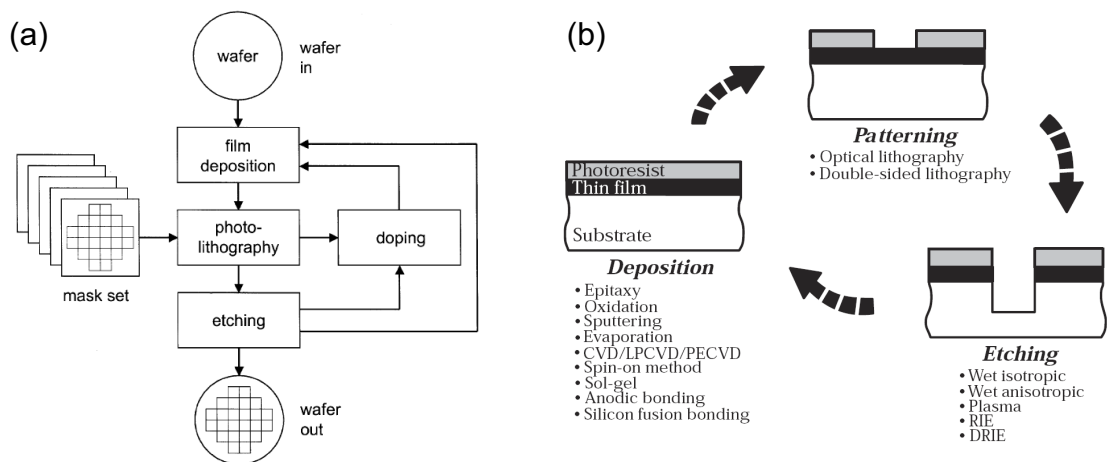 (a)
wafer
wafer
in
film
deposition
photo-
lithography
doping
mask set
etching
wafer
out
(b)
Patterning
• Optical lithography
• Double-sided lithography
Photoresist
Thin film
Substrate
Deposition
• Epitaxy
• Oxidation
• Sputtering
• Evaporation
• CVD/LPCVD/PECVD
• Spin-on method
• Sol-gel
• Anodic bonding
• Silicon fusion bonding
Etching
• Wet isotropic
• Wet anisotropic
• Plasma
• RIE
• DRIE